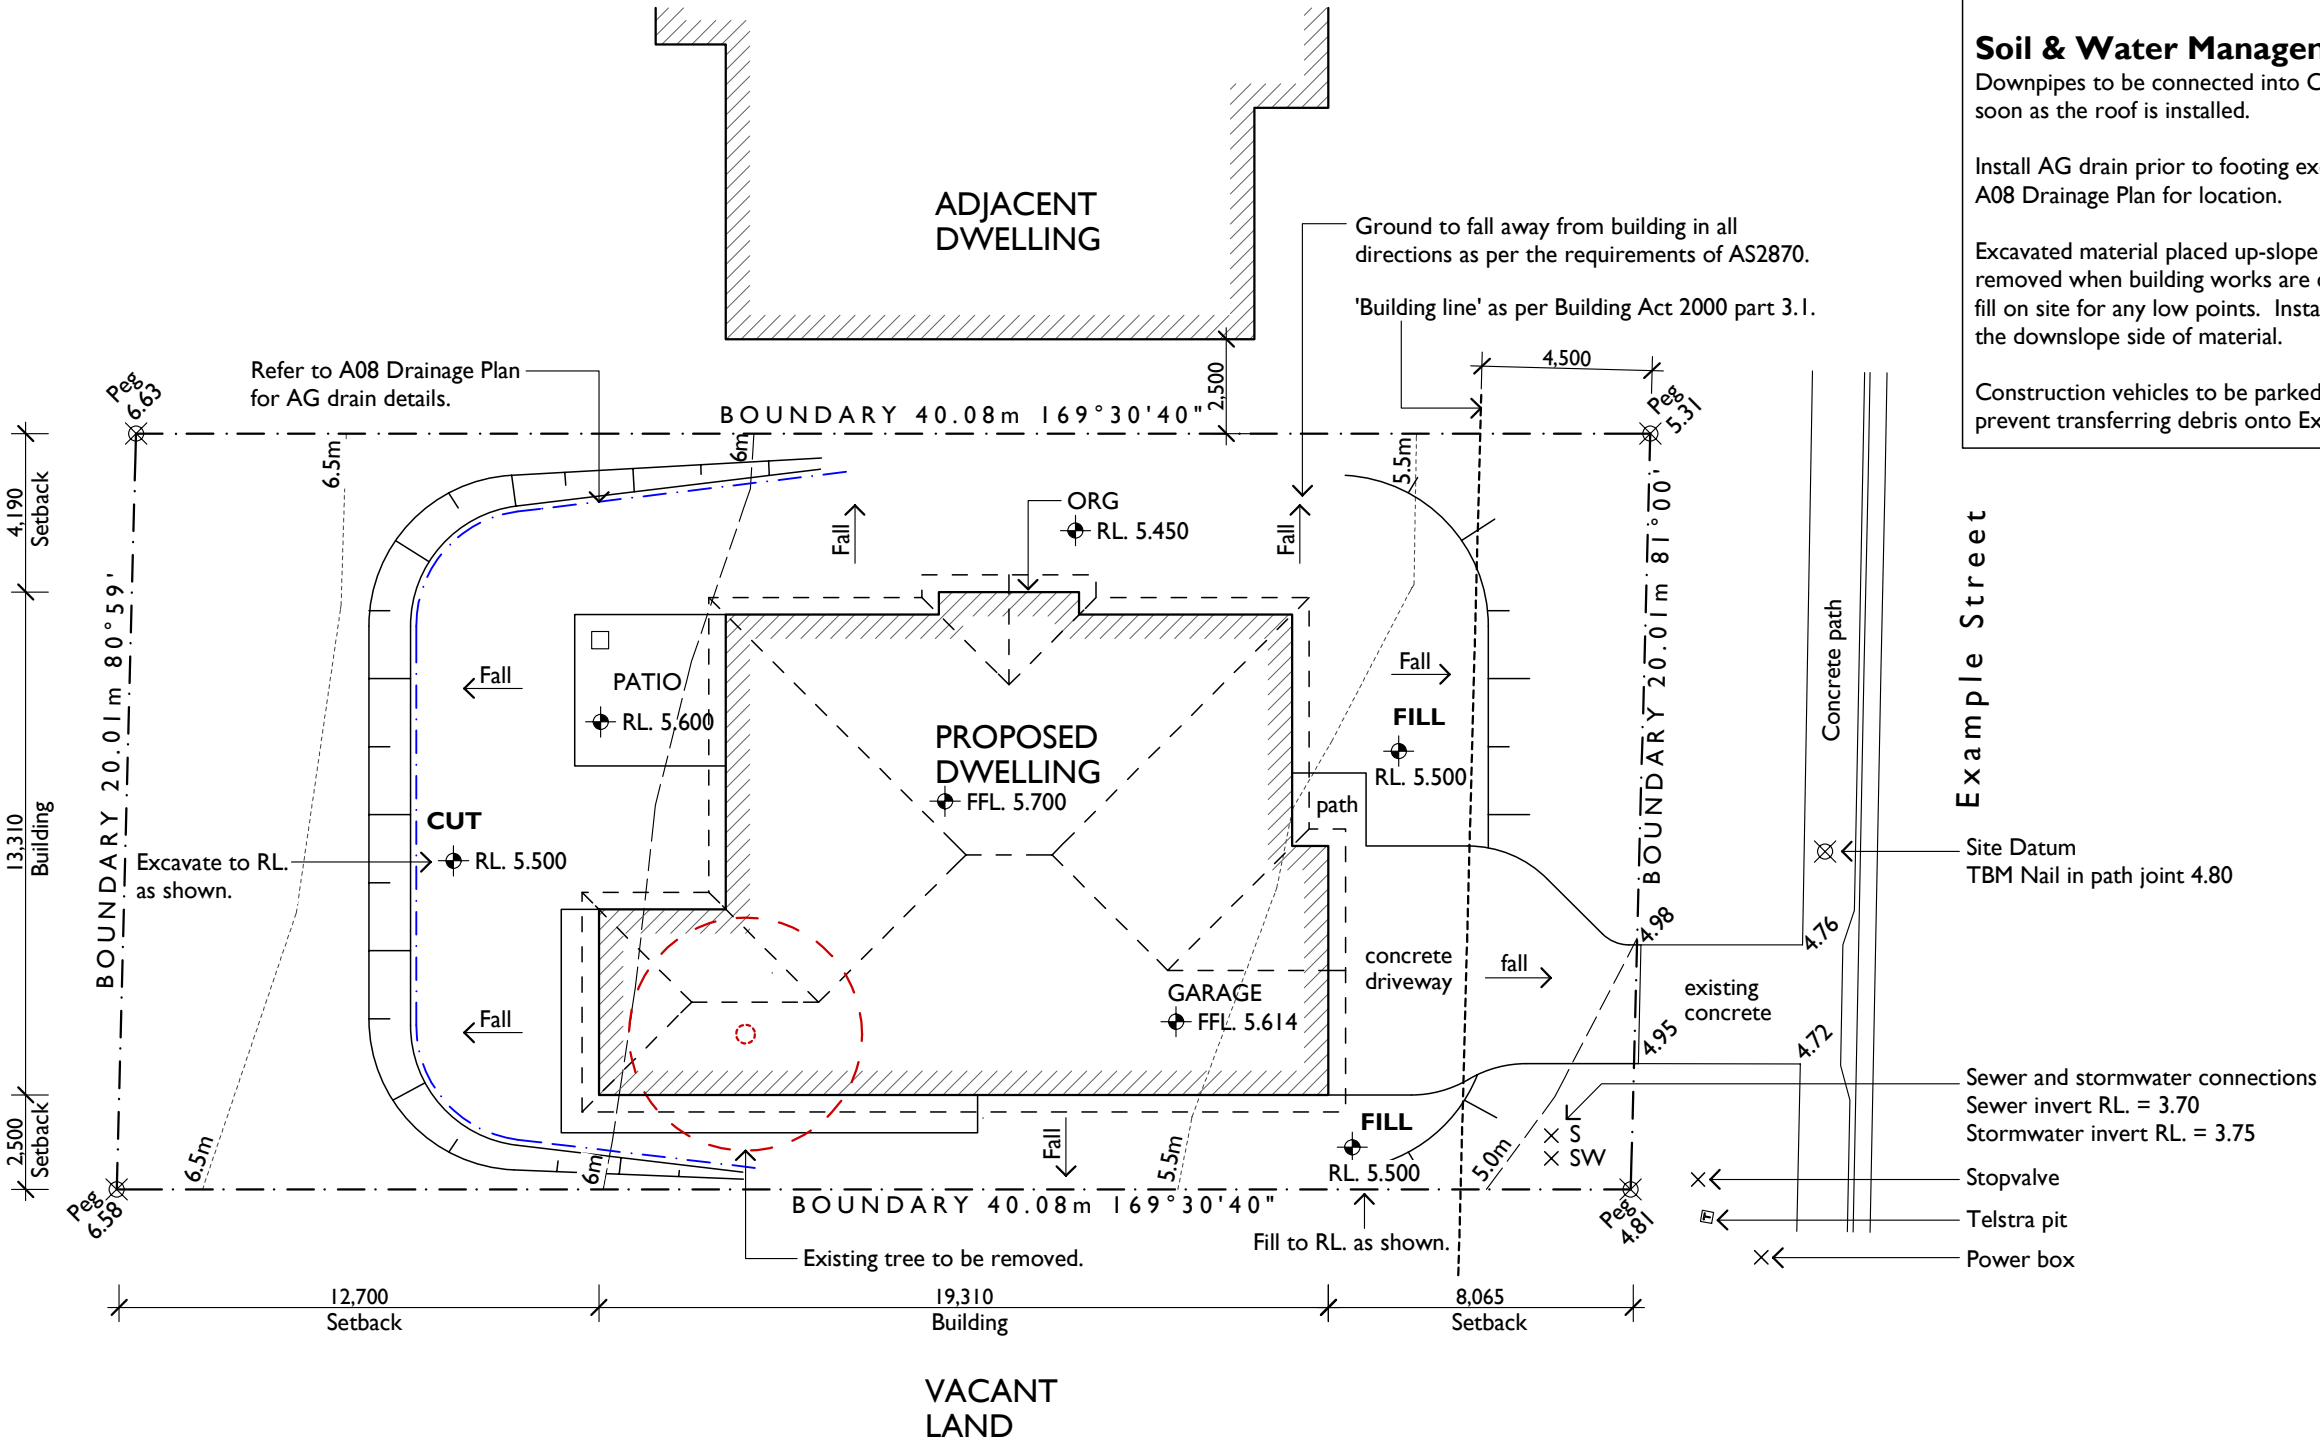 Soil & Water Managen
Downpipes to be connected into C
soon as the roof is installed.
Install AG drain prior to footing ex
A08 Drainage Plan for location.
Excavated material placed up-slope
removed when building works are
fill on site for any low points. Insta
the downslope side of material.
Construction vehicles to be parked
prevent transferring debris onto Ex
ADJACENT
DWELLING
Ground to fall away from building in all
directions as per the requirements of AS2870.
'Building line' as per Building Act 2000 part 3.1.
Refer to A08 Drainage Plan
for AG drain details.
2,500
4,500
Peg
6.63
Peg
5.31
BOUNDARY 40.08m 169°30'40"
6.5m
6m
5.5m
4,190
Setback
ORG
RL. 5.450
Fall
Fall
BOUNDARY 20.01m 80°59'
BOUNDARY 20.01m 81°00'
Example Street
Concrete path
Fall
PATIO
RL. 5.600
Fall
FILL
RL. 5.500
PROPOSED
DWELLING
FFL. 5.700
path
13,310
Building
CUT
RL. 5.500
Excavate to RL.
as shown.
Site Datum
TBM Nail in path joint 4.80
4.98
4.76
concrete
driveway
fall
existing
concrete
GARAGE
FFL. 5.614
Fall
4.95
4.72
Sewer and stormwater connections
Sewer invert RL. = 3.70
Stormwater invert RL. = 3.75
S
SW
2,500
Setback
6.5m
6m
Fall
5.5m
FILL
RL. 5.500
5.0m
Stopvalve
Peg
6.58
BOUNDARY 40.08m 169°30'40"
Peg
4.81
T
Telstra pit
Existing tree to be removed.
Fill to RL. as shown.
Power box
12,700
Setback
19,310
Building
8,065
Setback
VACANT
LAND